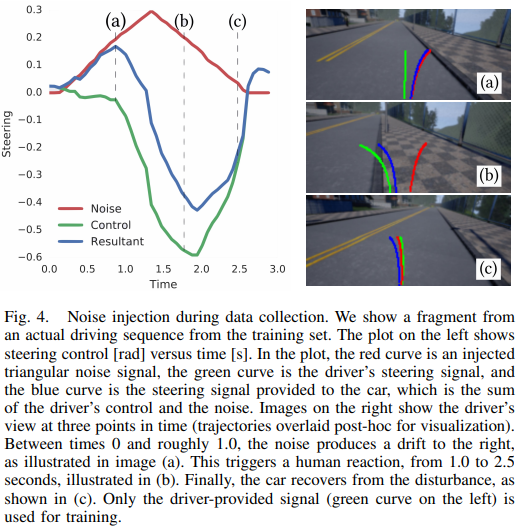 0.3
0.2
0.1
0.0
−0.1
−0.2
−0.3
−0.4
−0.5
−0.6
Steering
(a)
(b)
(c)
Noise
Control
Resultant
0.0 0.5 1.0 1.5 2.0 2.5 3.0
Time
(a)
(b)
(c)
Fig. 4. Noise injection during data collection. We show a fragment from
an actual driving sequence from the training set. The plot on the left shows
steering control [rad] versus time [s]. In the plot, the red curve is an injected
triangular noise signal, the green curve is the driver's steering signal, and
the blue curve is the steering signal provided to the car, which is the sum
of the driver's control and the noise. Images on the right show the driver's
view at three points in time (trajectories overlaid post-hoc for visualization).
Between times 0 and roughly 1.0, the noise produces a drift to the right,
as illustrated in image (a). This triggers a human reaction, from 1.0 to 2.5
seconds, illustrated in (b). Finally, the car recovers from the disturbance, as
shown in (c). Only the driver-provided signal (green curve on the left) is
used for training.